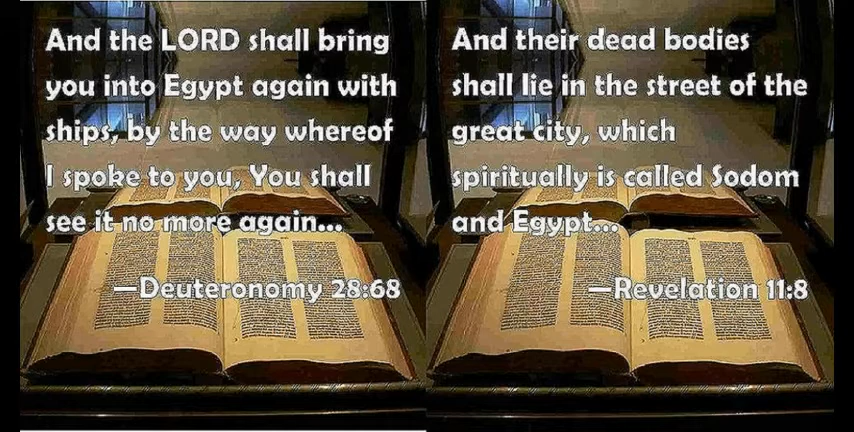 And the LORD shall bring
you into Egypt again with
ships, by the way whereof
I spoke to you, You shall
see it no more again...
—Deuteronomy 28:68
And their dead bodies
shall lie in the street of the
great city, which
spiritually is called Sodom
and Egypt...
—Revelation 11:8